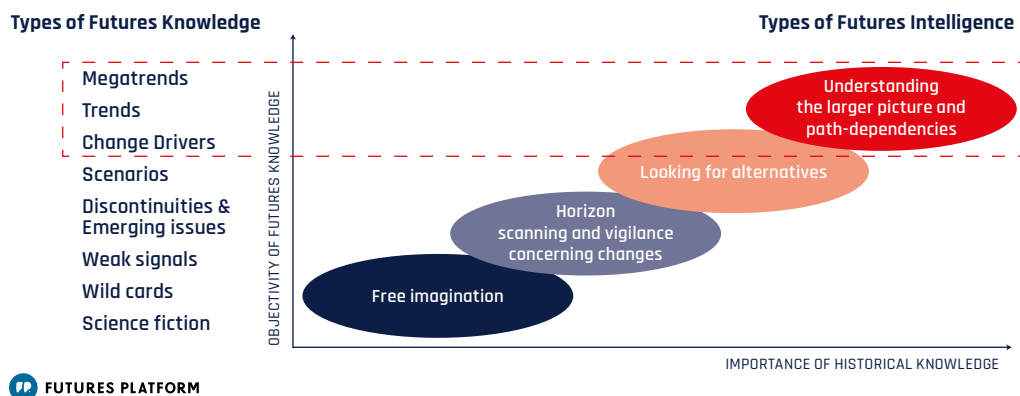 Types of Futures Knowledge
Types of Futures Intelligence
Megatrends
Trends
Change Drivers
Scenarios
Discontinuities &
Emerging issues
Weak signals
Wild cards
Science fiction
OBJECTIVITY OF FUTURES KNOWLEDGE
Understanding
the larger picture and
path-dependencies
Looking for alternatives
Horizon
scanning and vigilance
concerning changes
Free imagination
IMPORTANCE OF HISTORICAL KNOWLEDGE
FUTURES PLATFORM